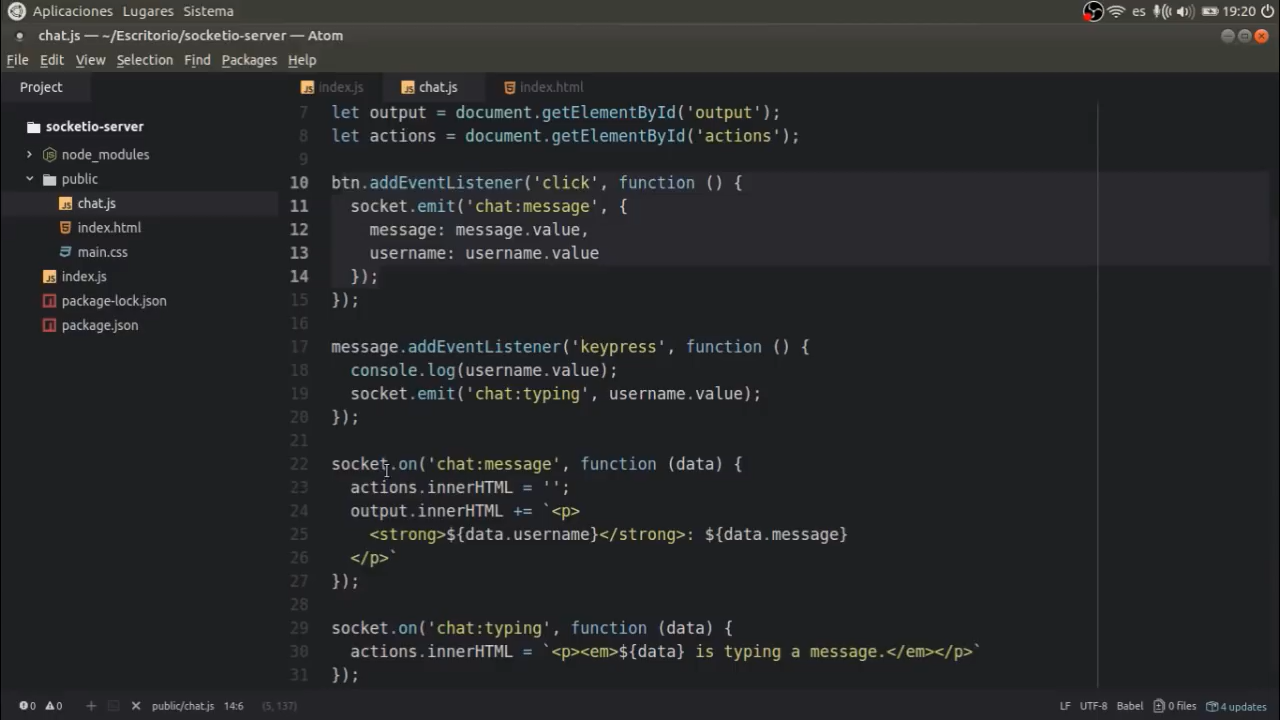 Aplicaciones Lugares Sistema es 19:20
chat.js — ~/Escritorio/socketio-server — Atom
File Edit View Selection Find Packages Help
Project index.js chat.js index.html
socketio-server
node_modules
public
chat.js
index.html
main.css
index.js
package-lock.json
package.json
7 let output = document.getElementById('output');
8 let actions = document.getElementById('actions');
9
10 btn.addEventListener('click', function () {
11 socket.emit('chat:message', {
12 message: message.value,
13 username: username.value
14 });
15 });
16
17 message.addEventListener('keypress', function () {
18 console.log(username.value);
19 socket.emit('chat:typing', username.value);
20 });
21
22 socket.on('chat:message', function (data) {
23 actions.innerHTML = '';
24 output.innerHTML += `<p>
25 <strong>${data.username}</strong>: ${data.message}
26 </p>`
27 });
28
29 socket.on('chat:typing', function (data) {
30 actions.innerHTML = `<p><em>${data} is typing a message.</em></p>`
31 });
0 0 + × public/chat.js 14:6 (5, 137) LF UTF-8 Babel 0 files 4 updates